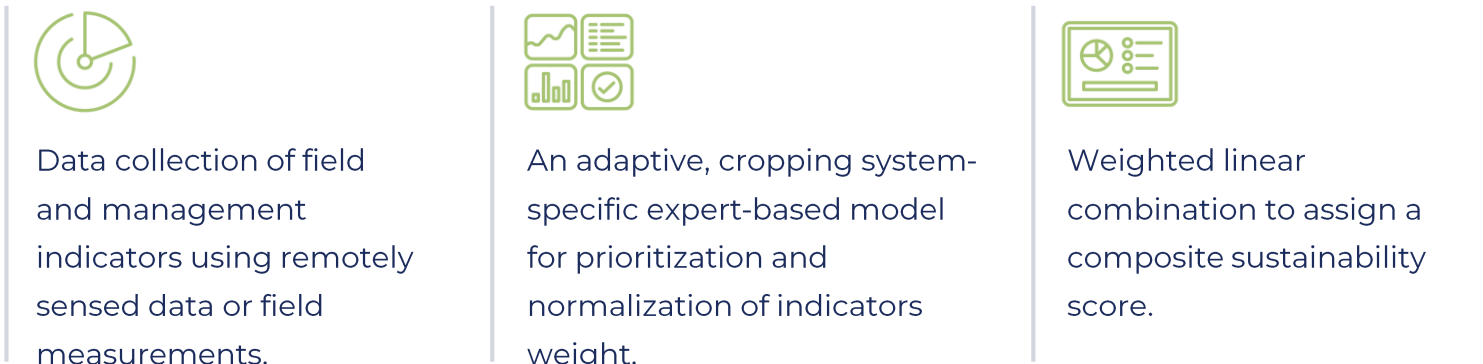 Data collection of field
and management
indicators using remotely
sensed data or field
measurements.
An adaptive, cropping system-
specific expert-based model
for prioritization and
normalization of indicators
weight.
Weighted linear
combination to assign a
composite sustainability
score.